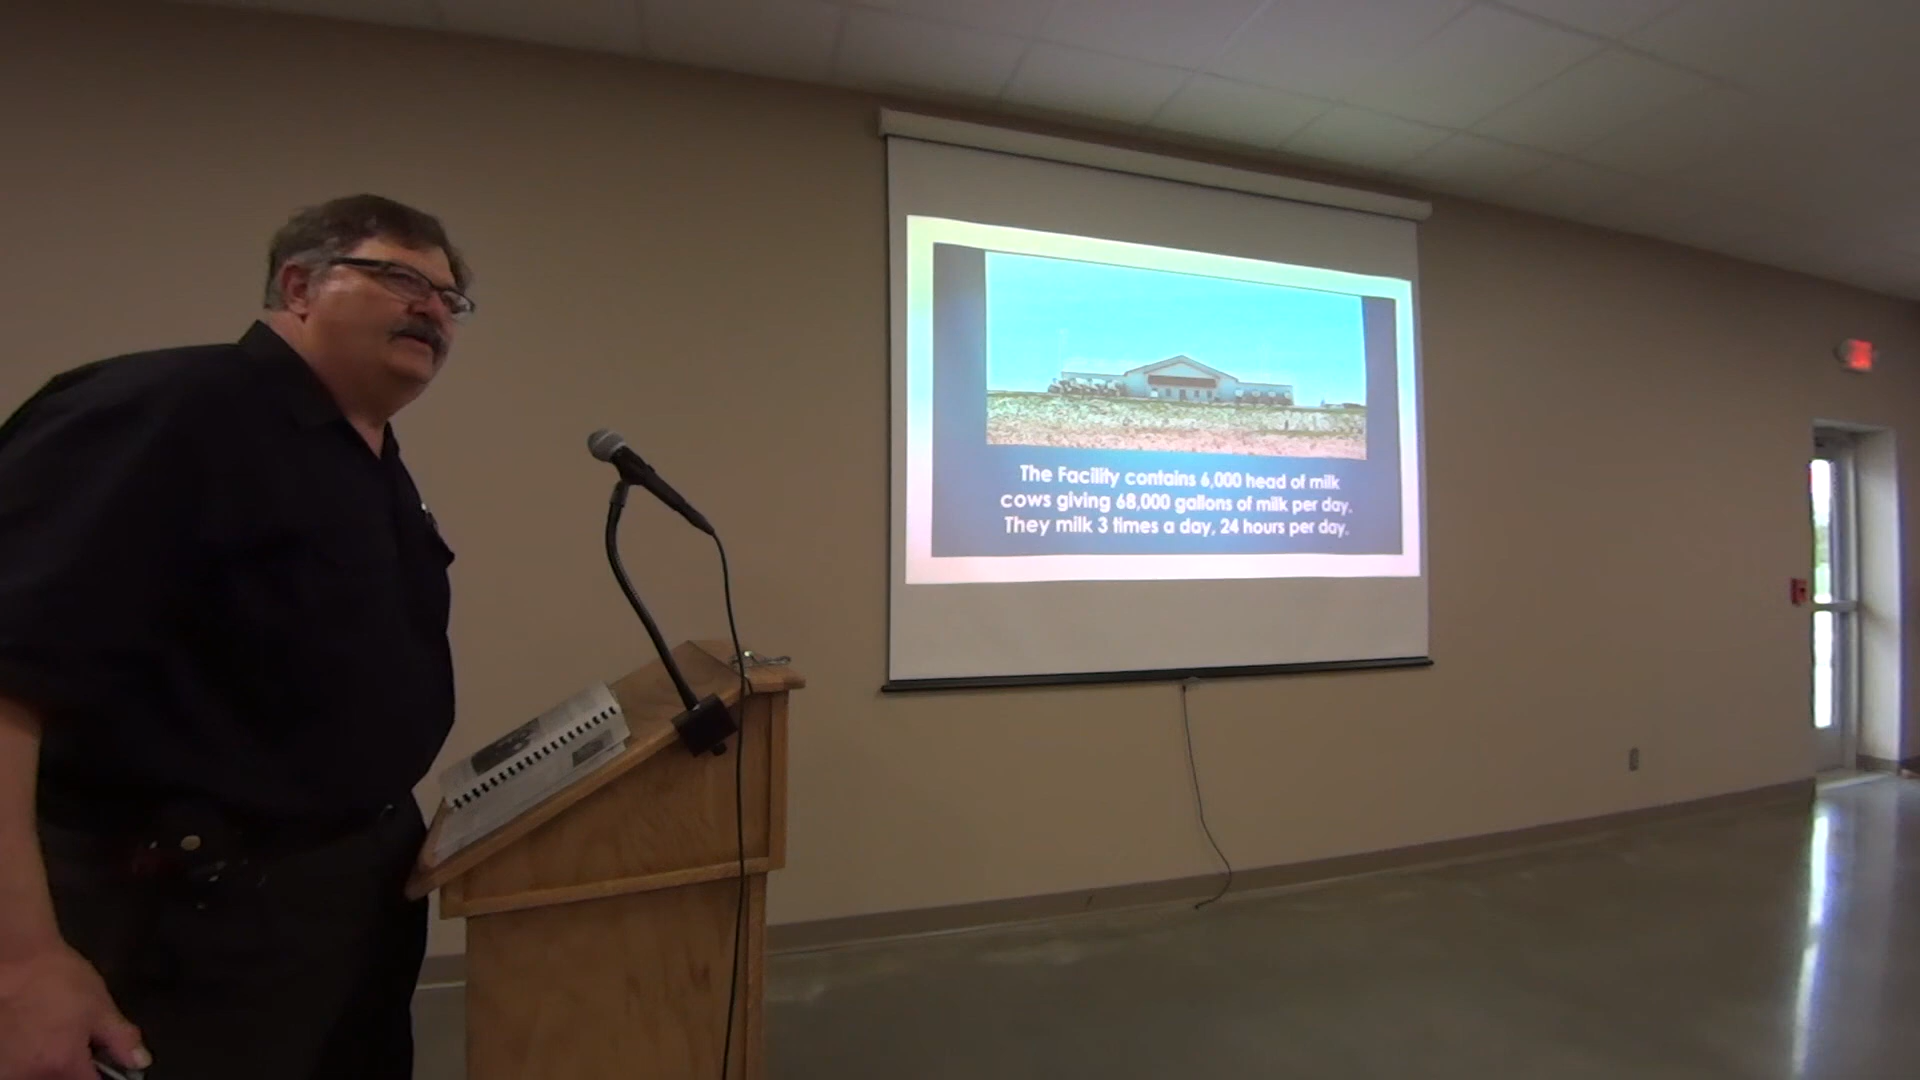 The Facility contains 6,000 head of milk
cows giving 68,000 gallons of milk per day.
They milk 3 times a day, 24 hours per day.